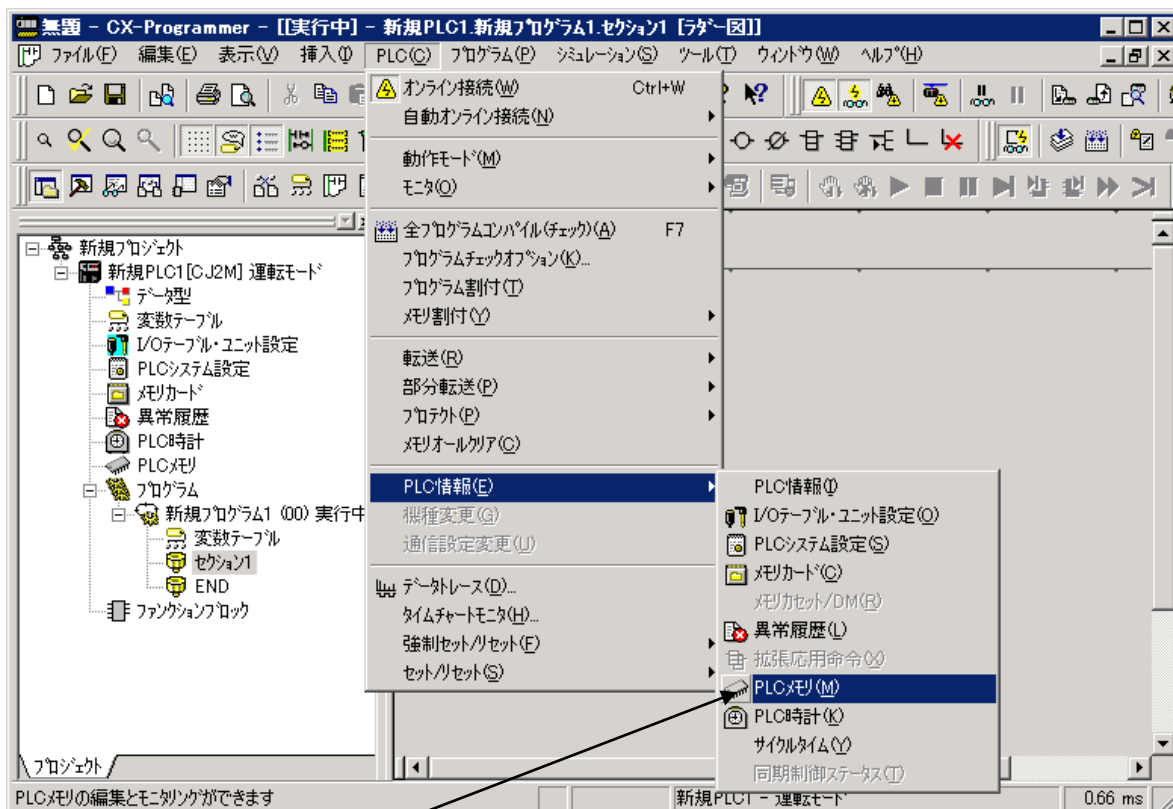 無題 - CX-Programmer - [[実行中] - 新規PLC1.新規プログラム1.セクション1 [ラダー図]]
ファイル(F) 編集(E) 表示(V) 挿入(I) PLC(C) プログラム(P) シミュレーション(S) ツール(T) ウィンドウ(W) ヘルプ(H)
オンライン接続(W) Ctrl+W
自動オンライン接続(N)
動作モード(M)
モニタ(O)
全プログラムコンパイル(チェック)(A) F7
プログラムチェックオプション(K)...
プログラム割付(T)
メモリ割付(Y)
転送(R)
部分転送(P)
プロテクト(P)
メモリオールクリア(C)
PLC情報(E)
機種変更(G)
通信設定変更(U)
データトレース(D)...
タイムチャートモニタ(H)...
強制セット/リセット(F)
セット/リセット(S)
PLC情報(I)
I/Oテーブル・ユニット設定(O)
PLCシステム設定(S)
メモリカード(C)
メモリカセット/DM(R)
異常履歴(L)
拡張応用命令(X)
PLCメモリ(M)
PLC時計(K)
サイクルタイム(Y)
同期制御ステータス(T)
新規プロジェクト
新規PLC1[CJ2M] 運転モード
データ型
変数テーブル
I/Oテーブル・ユニット設定
PLCシステム設定
メモリカード
異常履歴
PLC時計
PLCメモリ
プログラム
新規プログラム1 (00) 実行中
変数テーブル
セクション1
END
ファンクションブロック
プロジェクト
PLCメモリの編集とモニタリングができます
新規PLC1 - 運転モード
0.66 ms